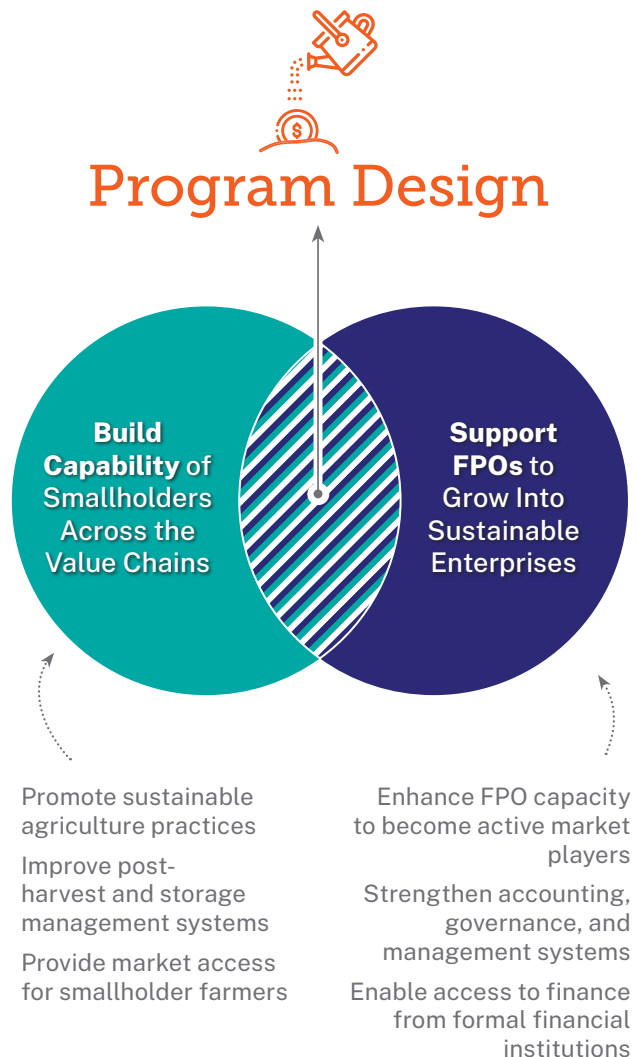 $
Program Design
Build
Capability of
Smallholders
Across the
Value Chains
Support
FPOs to
Grow Into
Sustainable
Enterprises
Promote sustainable
agriculture practices
Improve post-
harvest and storage
management systems
Provide market access
for smallholder farmers
Enhance FPO capacity
to become active market
players
Strengthen accounting,
governance, and
management systems
Enable access to finance
from formal financial
institutions